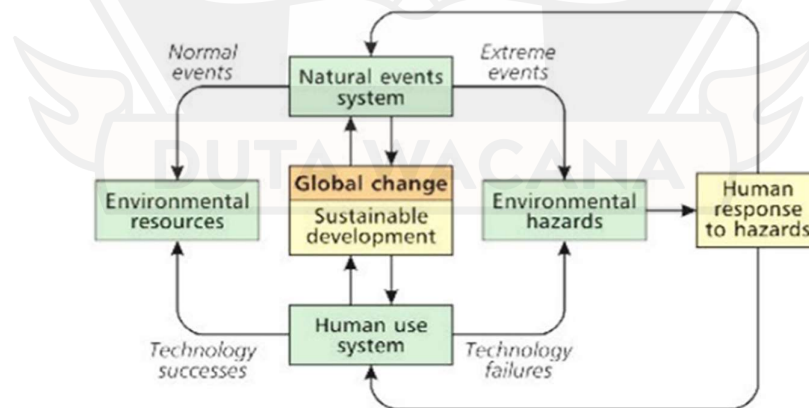 Normal
events
Extreme
events
Natural events
system
DUTA WACANA
Global change
Sustainable
development
Environmental
resources
Environmental
hazards
Human
response
to hazards
Human use
system
Technology
successes
Technology
failures